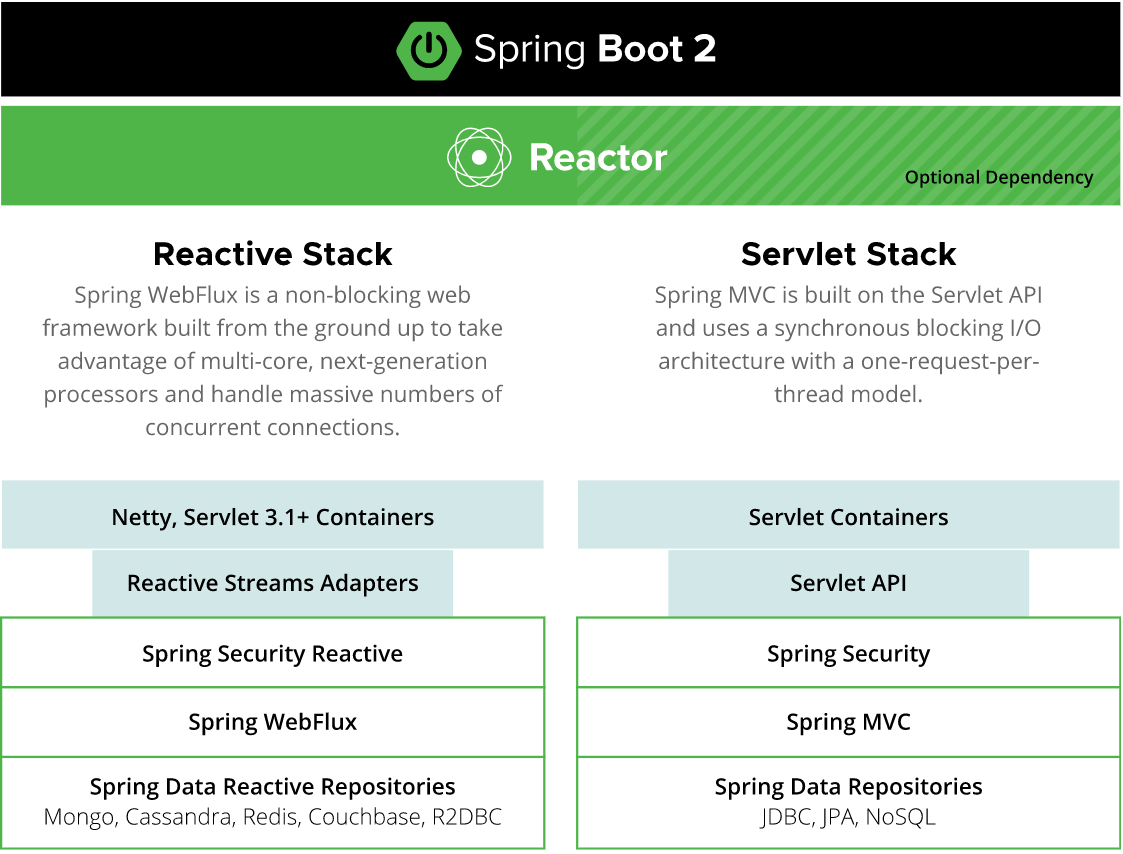 Spring Boot 2
Reactor
Optional Dependency
Reactive Stack
Spring WebFlux is a non-blocking web
framework built from the ground up to take
advantage of multi-core, next-generation
processors and handle massive numbers of
concurrent connections.
Netty, Servlet 3.1+ Containers
Reactive Streams Adapters
Spring Security Reactive
Spring WebFlux
Spring Data Reactive Repositories
Mongo, Cassandra, Redis, Couchbase, R2DBC
Servlet Stack
Spring MVC is built on the Servlet API
and uses a synchronous blocking I/O
architecture with a one-request-per-
thread model.
Servlet Containers
Servlet API
Spring Security
Spring MVC
Spring Data Repositories
JDBC, JPA, NoSQL